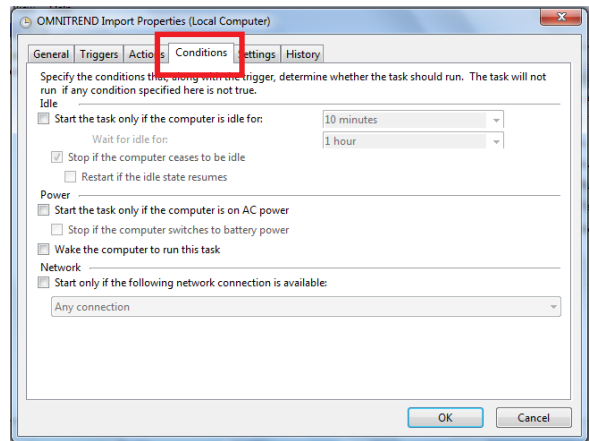 OMNITREND Import Properties (Local Computer)
General Triggers Actions Conditions Settings History
Specify the conditions that, along with the trigger, determine whether the task should run. The task will not
run if any condition specified here is not true.
Idle
Start the task only if the computer is idle for: 10 minutes
Wait for idle for: 1 hour
Stop if the computer ceases to be idle
Restart if the idle state resumes
Power
Start the task only if the computer is on AC power
Stop if the computer switches to battery power
Wake the computer to run this task
Network
Start only if the following network connection is available:
Any connection
OK Cancel